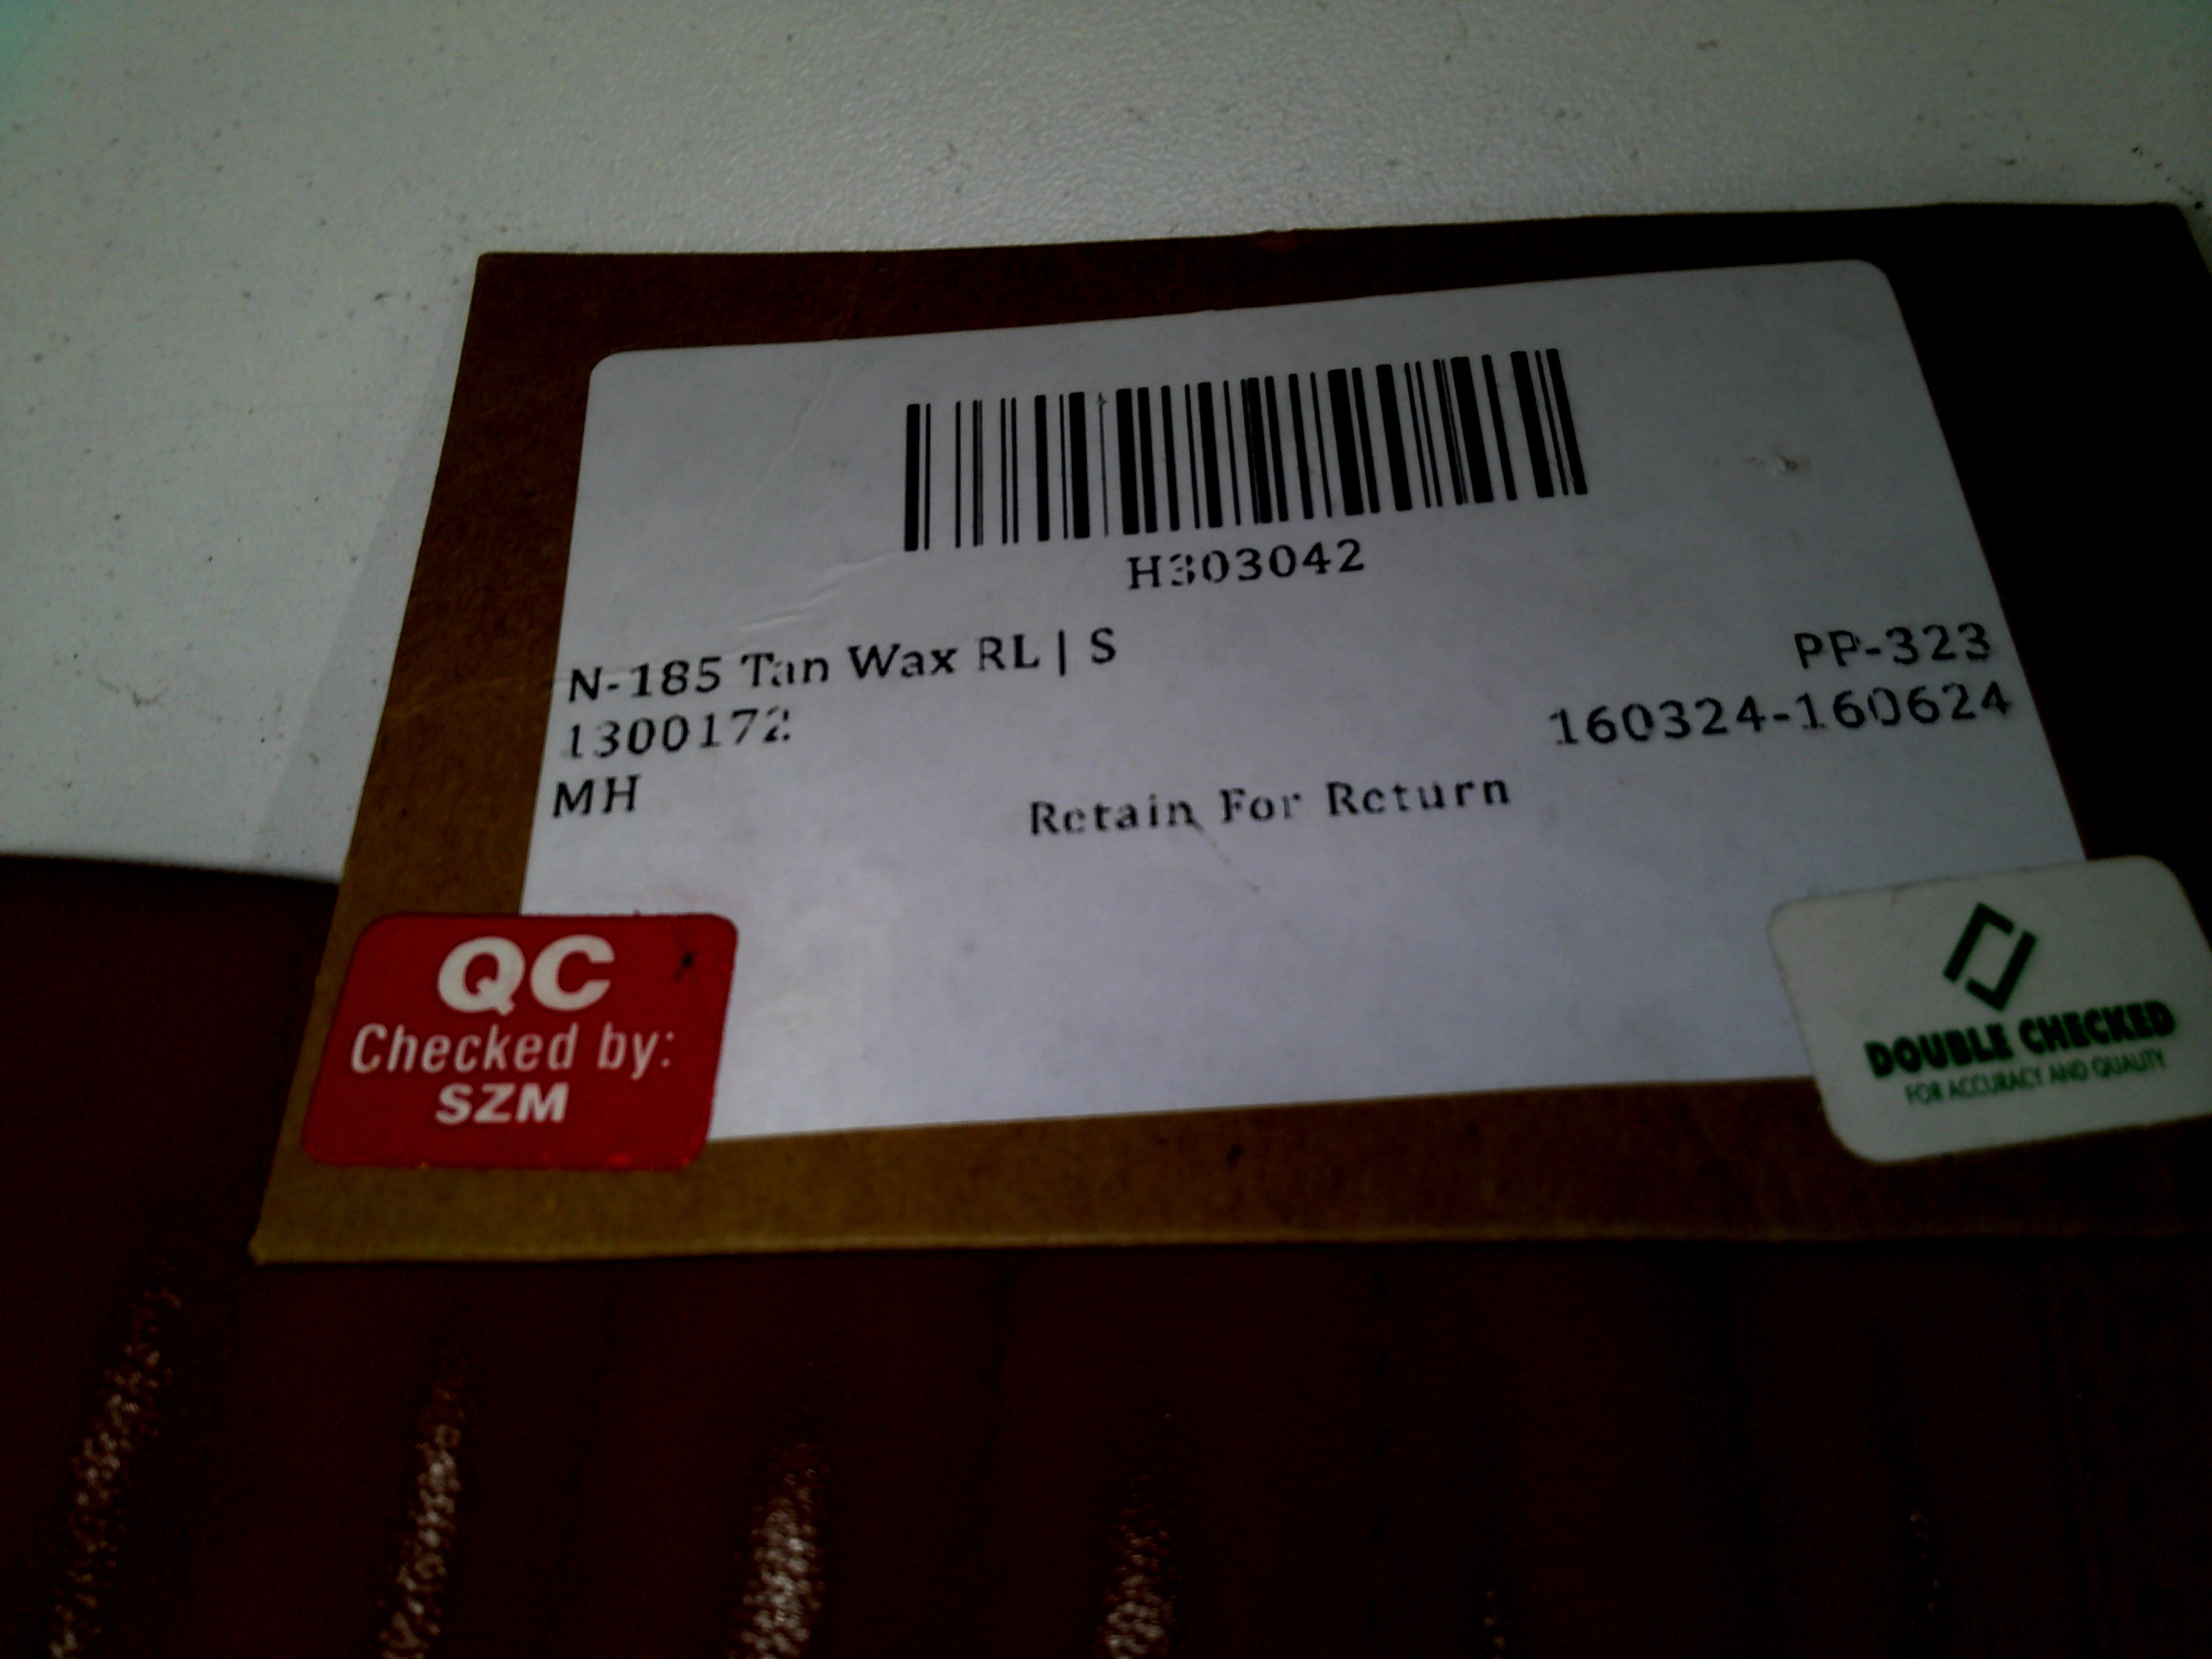 H303042
N-185 Tan Wax RL | S
PP-323
1300172
160324-160624
MH
Retain For Return
QC
Checked by:
SZM
DOUBLE CHECKED
FOR ACCURACY AND QUALITY